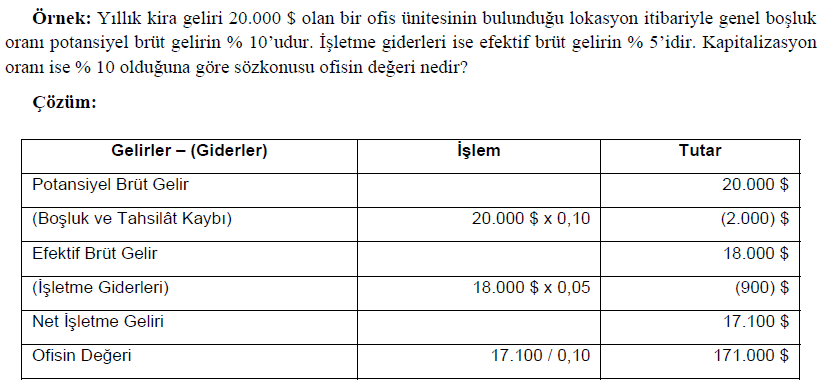 Örnek: Yıllık kira geliri 20.000 $ olan bir ofis ünitesinin bulunduğu lokasyon itibariyle genel boşluk
oranı potansiyel brüt gelirin % 10’udur. İşletme giderleri ise efektif brüt gelirin % 5’idir. Kapitalizasyon
oranı ise % 10 olduğuna göre sözkonusu ofisin değeri nedir?
Çözüm:
Gelirler – (Giderler) İşlem Tutar
Potansiyel Brüt Gelir 20.000 $
(Boşluk ve Tahsilât Kaybı) 20.000 $ x 0,10 (2.000) $
Efektif Brüt Gelir 18.000 $
(İşletme Giderleri) 18.000 $ x 0,05 (900) $
Net İşletme Geliri 17.100 $
Ofisin Değeri 17.100 / 0,10 171.000 $